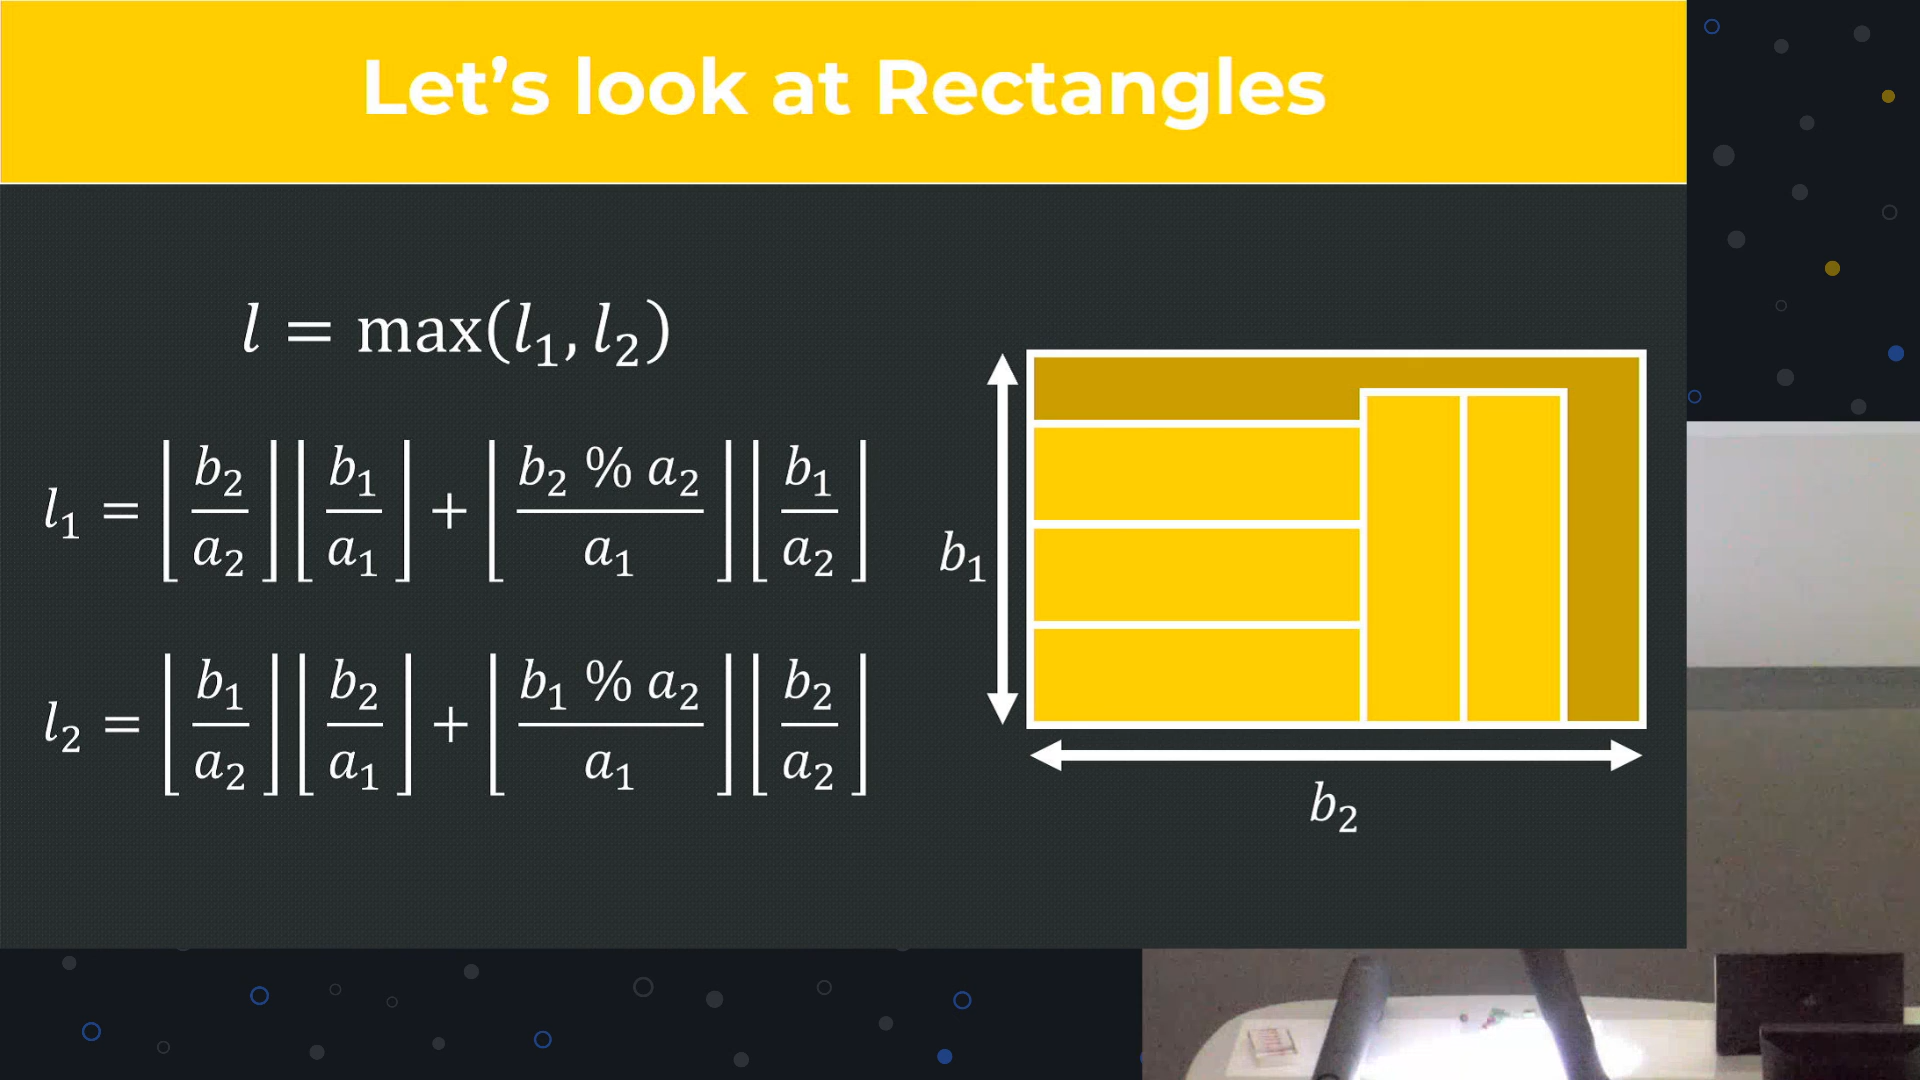 Let's look at Rectangles
l = max(l₁, l₂)
l₁ = ⌊b₂/a₂⌋⌊b₁/a₁⌋ + ⌊(b₂ % a₂)/a₁⌋⌊b₁/a₂⌋
l₂ = ⌊b₁/a₂⌋⌊b₂/a₁⌋ + ⌊(b₁ % a₂)/a₁⌋⌊b₂/a₂⌋
b₁
b₂